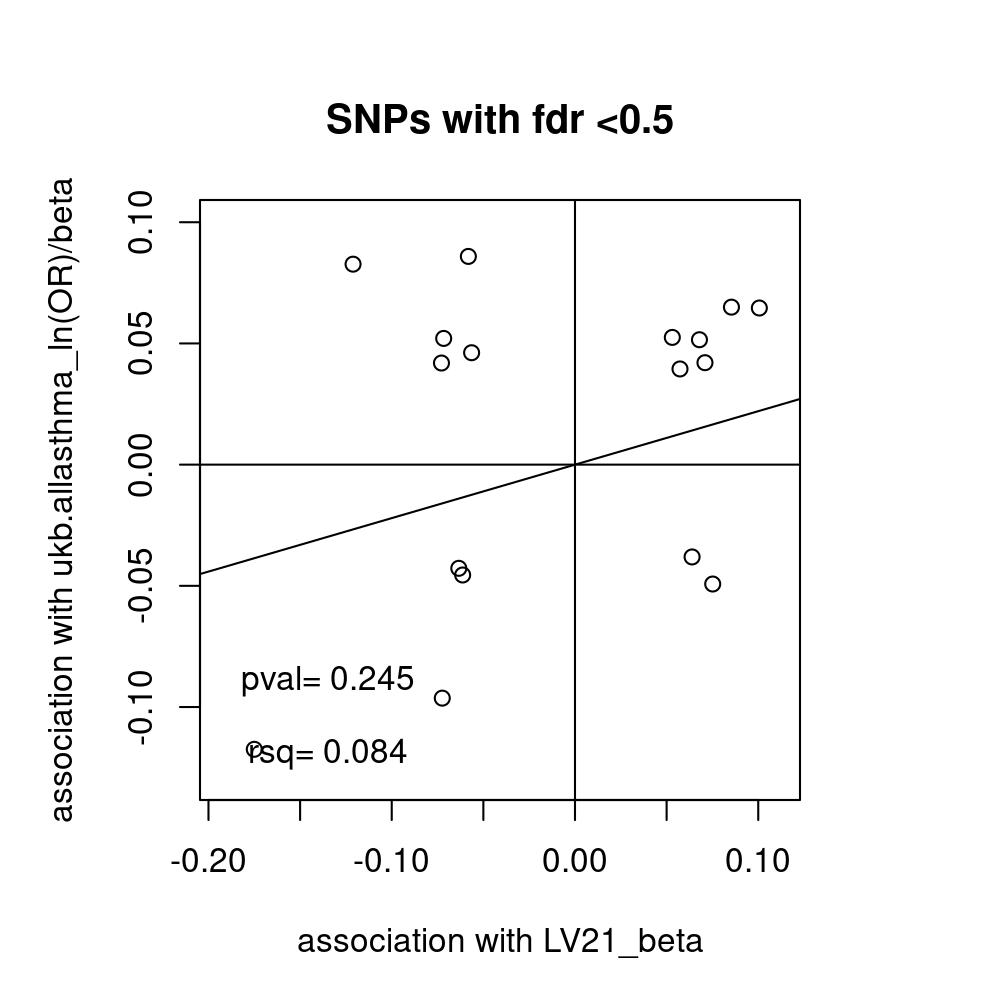 SNPs with fdr <0.5
association with ukb.allasthma_ln(OR)/beta
0.10
0.05
0.00
-0.05
-0.10
pval= 0.245
rsq= 0.084
-0.20
-0.10
0.00
0.10
association with LV21_beta